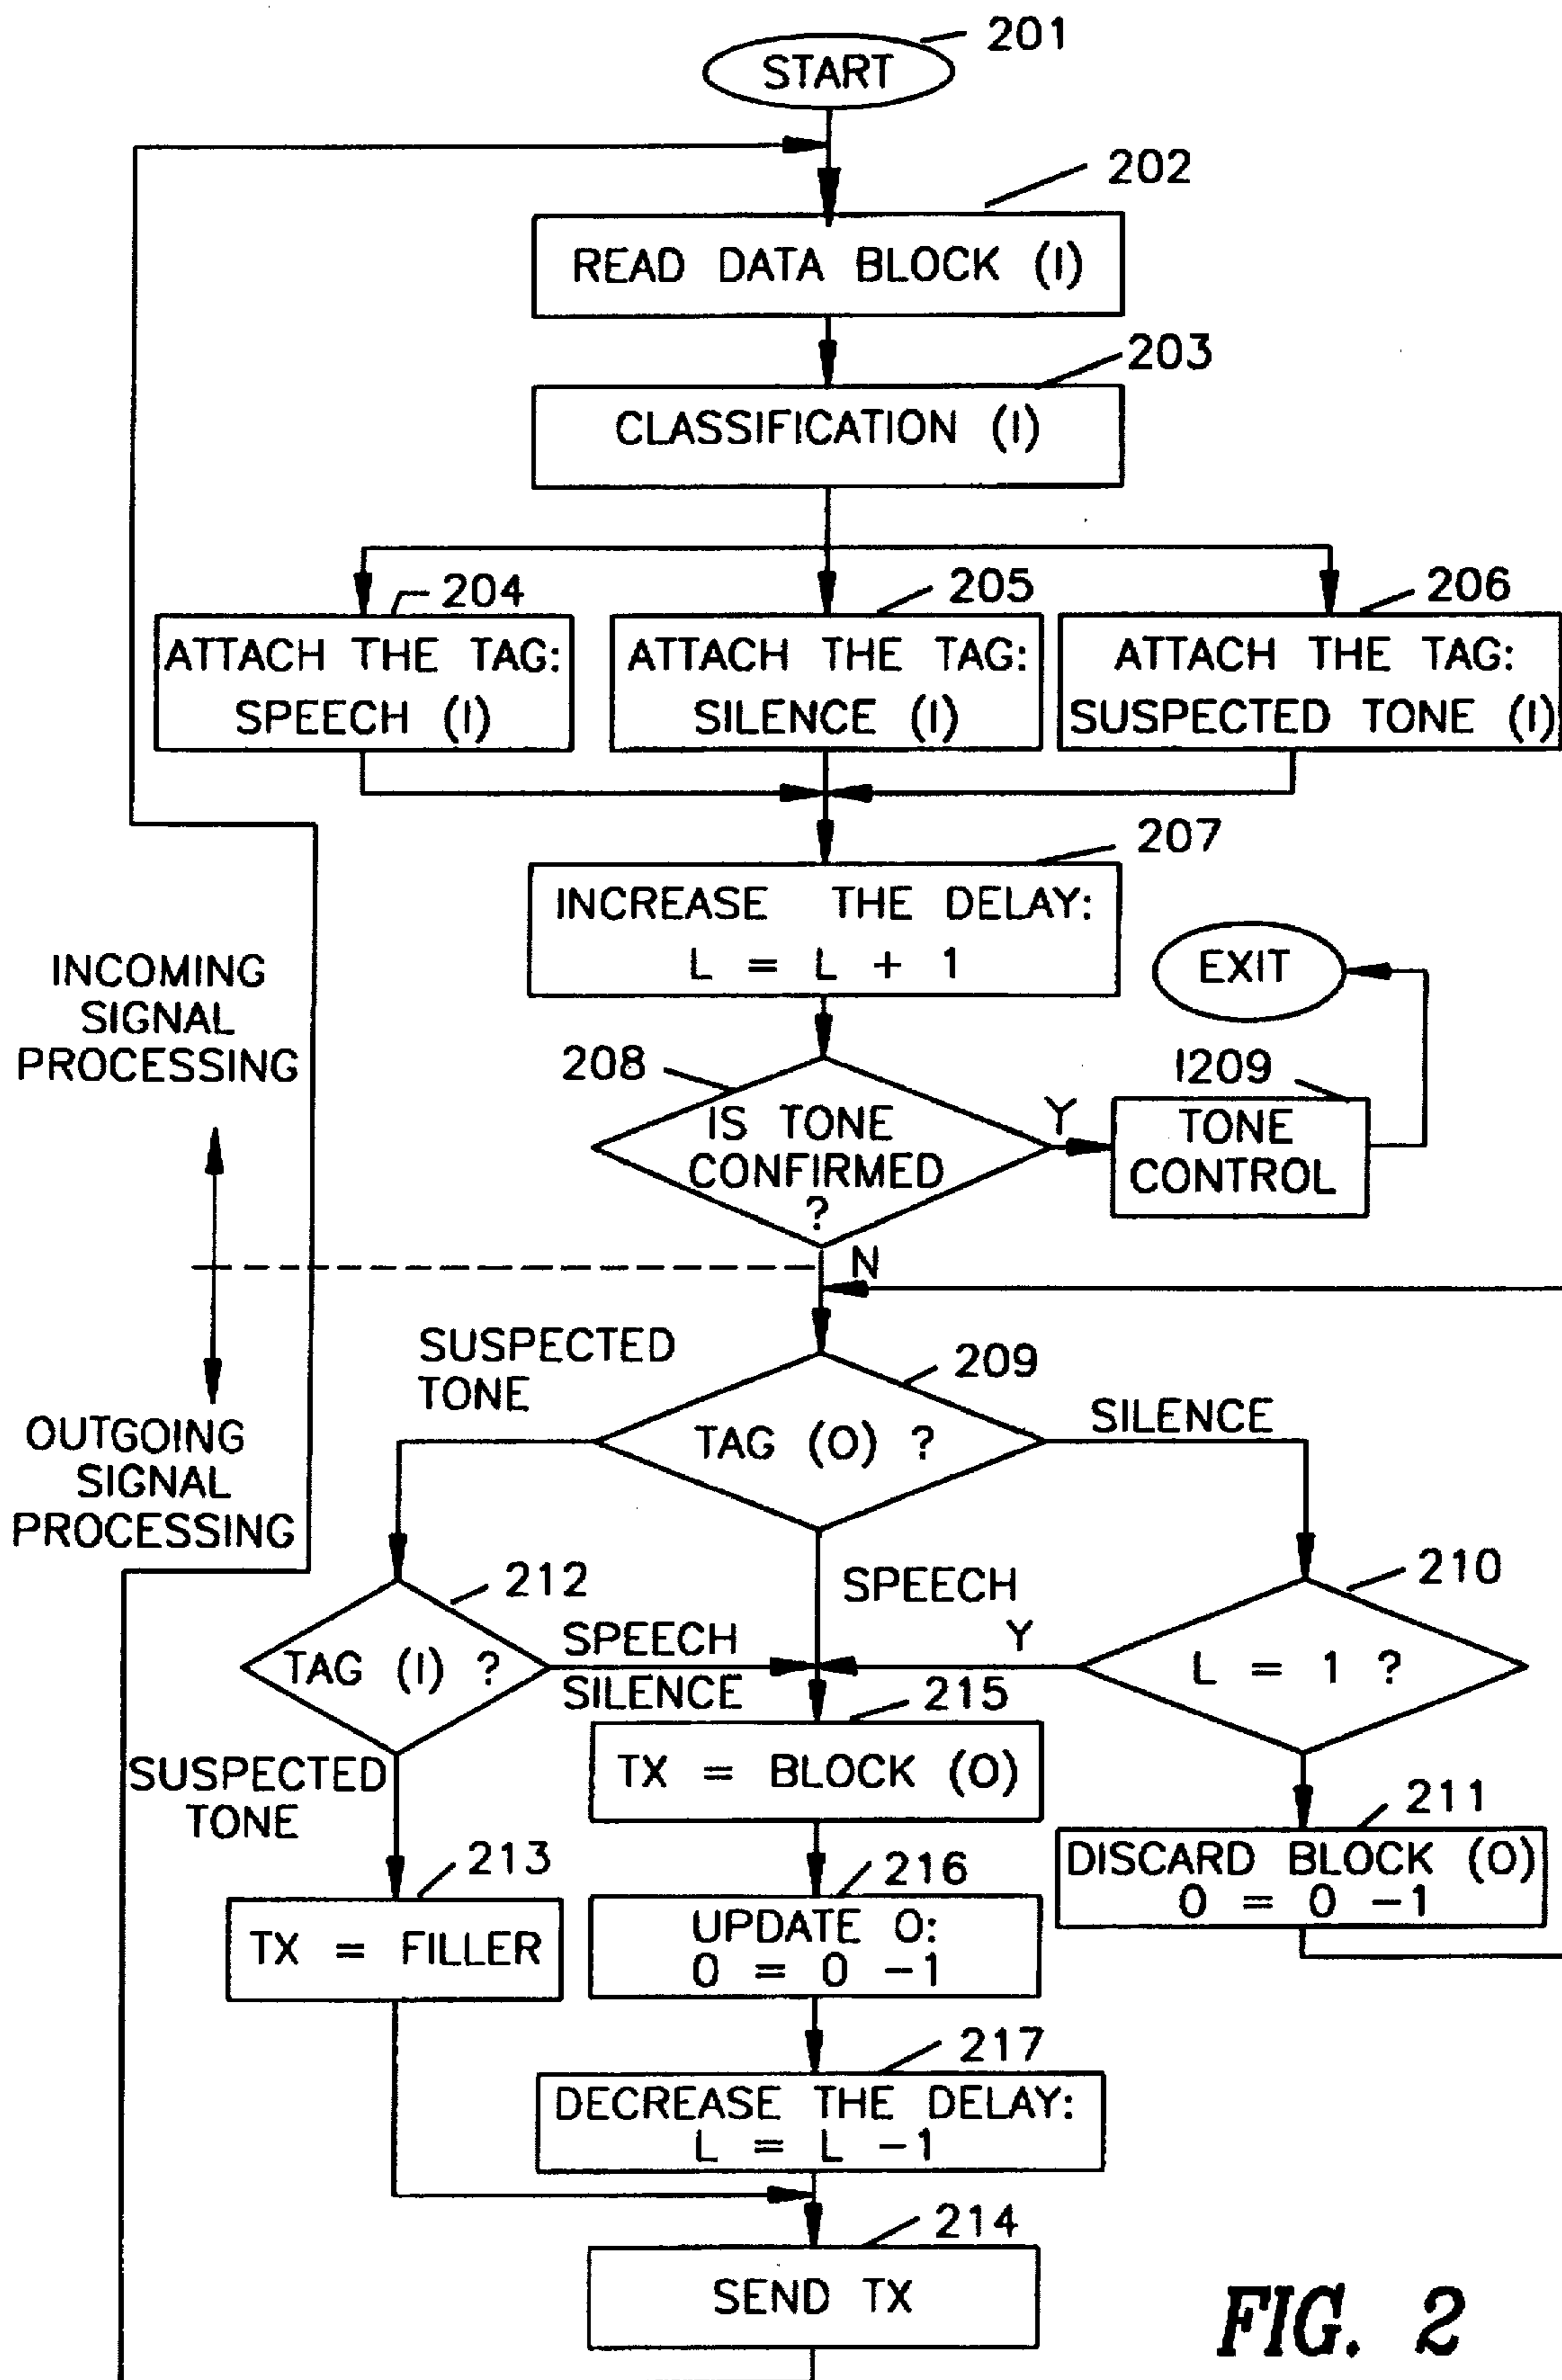 201
START
202
READ DATA BLOCK (I)
203
CLASSIFICATION (I)
204
ATTACH THE TAG:
SPEECH (I)
205
ATTACH THE TAG:
SILENCE (I)
206
ATTACH THE TAG:
SUSPECTED TONE (I)
207
INCREASE THE DELAY:
L = L + 1
EXIT
INCOMING
SIGNAL
PROCESSING
208
IS TONE
CONFIRMED
?
Y
1209
TONE
CONTROL
N
OUTGOING
SIGNAL
PROCESSING
SUSPECTED
TONE
209
TAG (O) ?
SILENCE
SPEECH
212
TAG (I) ?
SPEECH
SILENCE
Y
210
L = 1 ?
SUSPECTED
TONE
215
TX = BLOCK (O)
211
DISCARD BLOCK (O)
O = O -1
213
TX = FILLER
216
UPDATE O:
O = O -1
217
DECREASE THE DELAY:
L = L -1
214
SEND TX
FIG. 2